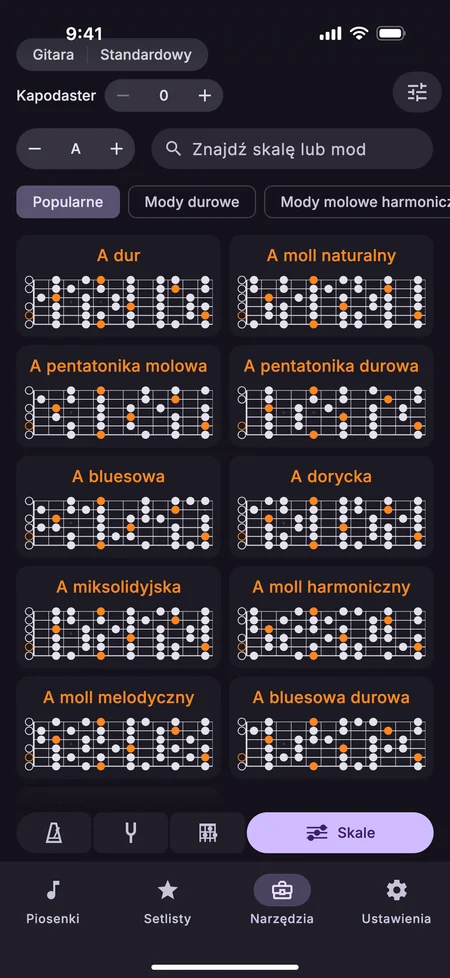 9:41
Gitara Standardowy
Kapodaster − 0 +
− A + Znajdź skalę lub mod
Popularne Mody durowe Mody molowe harmonicz
A dur A moll naturalny
A pentatonika molowa A pentatonika durowa
A bluesowa A dorycka
A miksolidyjska A moll harmoniczny
A moll melodyczny A bluesowa durowa
Skale
Piosenki Setlisty Narzędzia Ustawienia